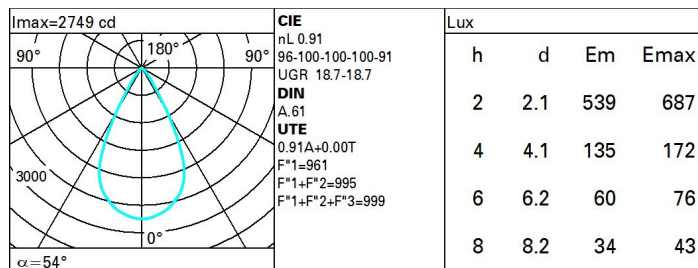 Imax=2749 cd
90° 180° 90°
3000
0°
α=54°
CIE
nL 0.91
96-100-100-100-91
UGR 18.7-18.7
DIN
A.61
UTE
0.91A+0.00T
F"1=961
F"1+F"2=995
F"1+F"2+F"3=999
Lux
h d Em Emax
2 2.1 539 687
4 4.1 135 172
6 6.2 60 76
8 8.2 34 43